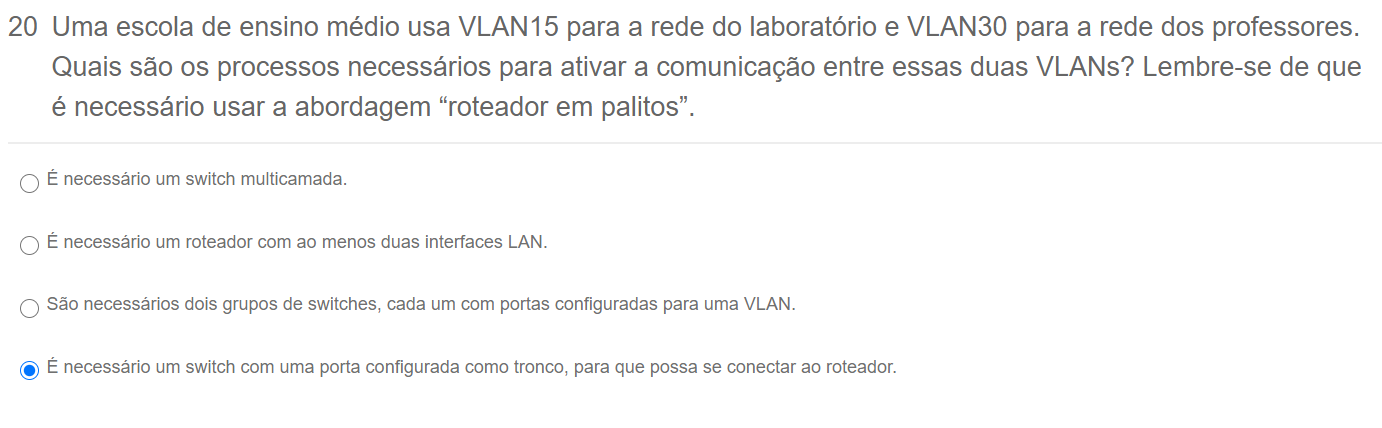 20 Uma escola de ensino médio usa VLAN15 para a rede do laboratório e VLAN30 para a rede dos professores.
Quais são os processos necessários para ativar a comunicação entre essas duas VLANs? Lembre-se de que
é necessário usar a abordagem “roteador em palitos”.
É necessário um switch multicamada.
É necessário um roteador com ao menos duas interfaces LAN.
São necessários dois grupos de switches, cada um com portas configuradas para uma VLAN.
É necessário um switch com uma porta configurada como tronco, para que possa se conectar ao roteador.